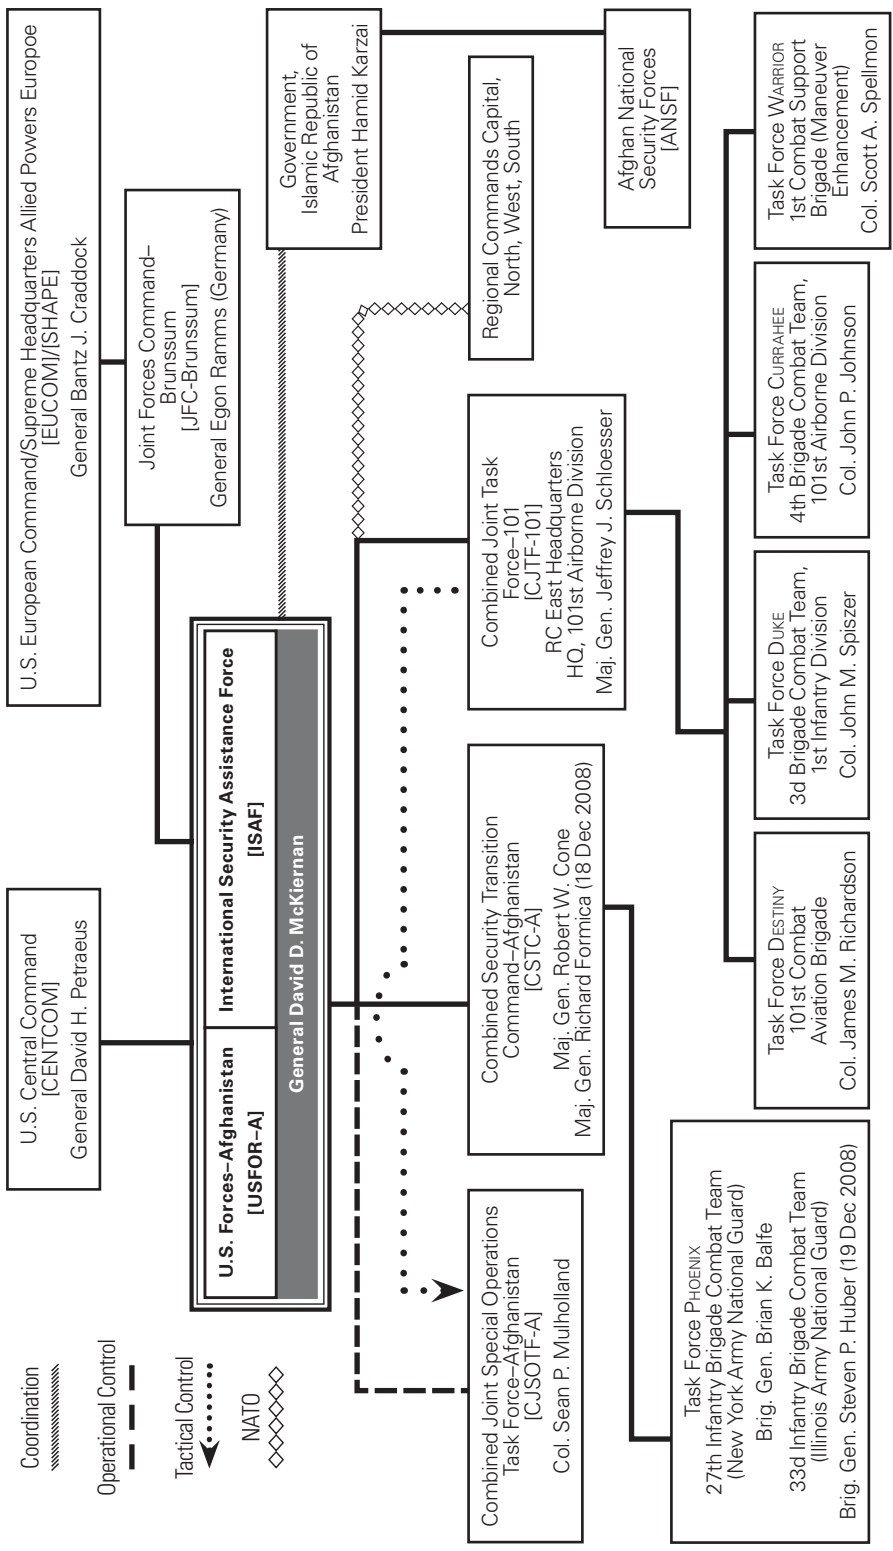 Coordination
Operational Control
Tactical Control
NATO
U.S. Central Command
[CENTCOM]
General David H. Petraeus
U.S. European Command/Supreme Headquarters Allied Powers Europoe
[EUCOM]/[SHAPE]
General Bantz J. Craddock
Joint Forces Command–
Brunssum
[JFC-Brunssum]
General Egon Ramms (Germany)
U.S. Forces–Afghanistan
[USFOR–A]
International Security Assistance Force
[ISAF]
General David D. McKiernan
Government,
Islamic Republic of
Afghanistan
President Hamid Karzai
Combined Joint Special Operations
Task Force–Afghanistan
[CJSOTF-A]
Col. Sean P. Mulholland
Combined Security Transition
Command–Afghanistan
[CSTC-A]
Maj. Gen. Robert W. Cone
Maj. Gen. Richard Formica (18 Dec 2008)
Combined Joint Task
Force–101
[CJTF-101]
RC East Headquarters
HQ, 101st Airborne Division
Maj. Gen. Jeffrey J. Schloesser
Regional Commands Capital,
North, West, South
Afghan National
Security Forces
[ANSF]
Task Force PHOENIX
27th Infantry Brigade Combat Team
(New York Army National Guard)
Brig. Gen. Brian K. Balfe
33d Infantry Brigade Combat Team
(Illinois Army National Guard)
Brig. Gen. Steven P. Huber (19 Dec 2008)
Task Force DESTINY
101st Combat
Aviation Brigade
Col. James M. Richardson
Task Force DUKE
3d Brigade Combat Team,
1st Infantry Division
Col. John M. Spiszer
Task Force CURRAHEE
4th Brigade Combat Team,
101st Airborne Division
Col. John P. Johnson
Task Force WARRIOR
1st Combat Support
Brigade (Maneuver
Enhancement)
Col. Scott A. Spellmon